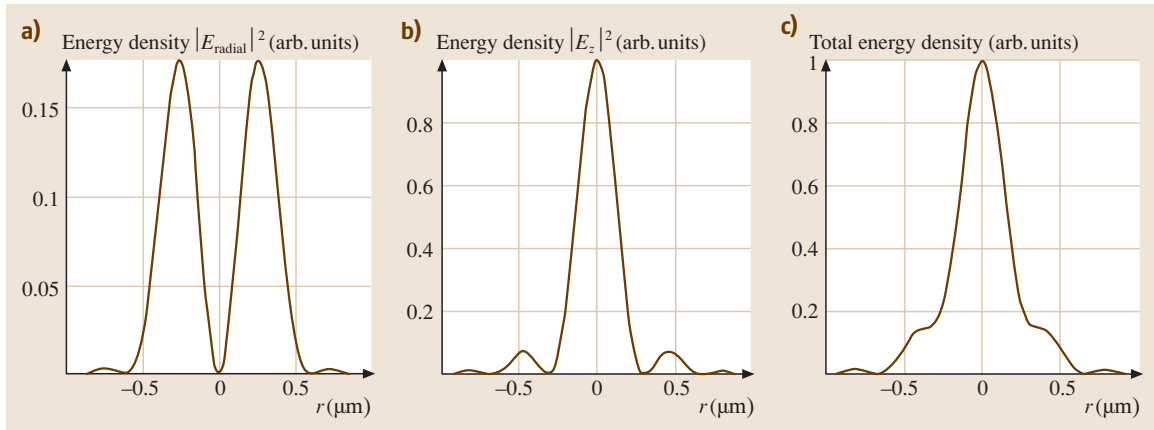 a)
Energy density |E_radial|² (arb. units)
0.15
0.1
0.05
−0.5
0
0.5
r (µm)
b)
Energy density |E_z|² (arb. units)
0.8
0.6
0.4
0.2
−0.5
0
0.5
r (µm)
c)
Total energy density (arb. units)
1
0.8
0.6
0.4
0.2
−0.5
0
0.5
r (µm)